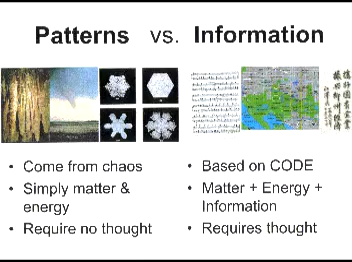 Patterns vs. Information
• Come from chaos
• Simply matter & energy
• Require no thought
• Based on CODE
• Matter + Energy + Information
• Requires thought